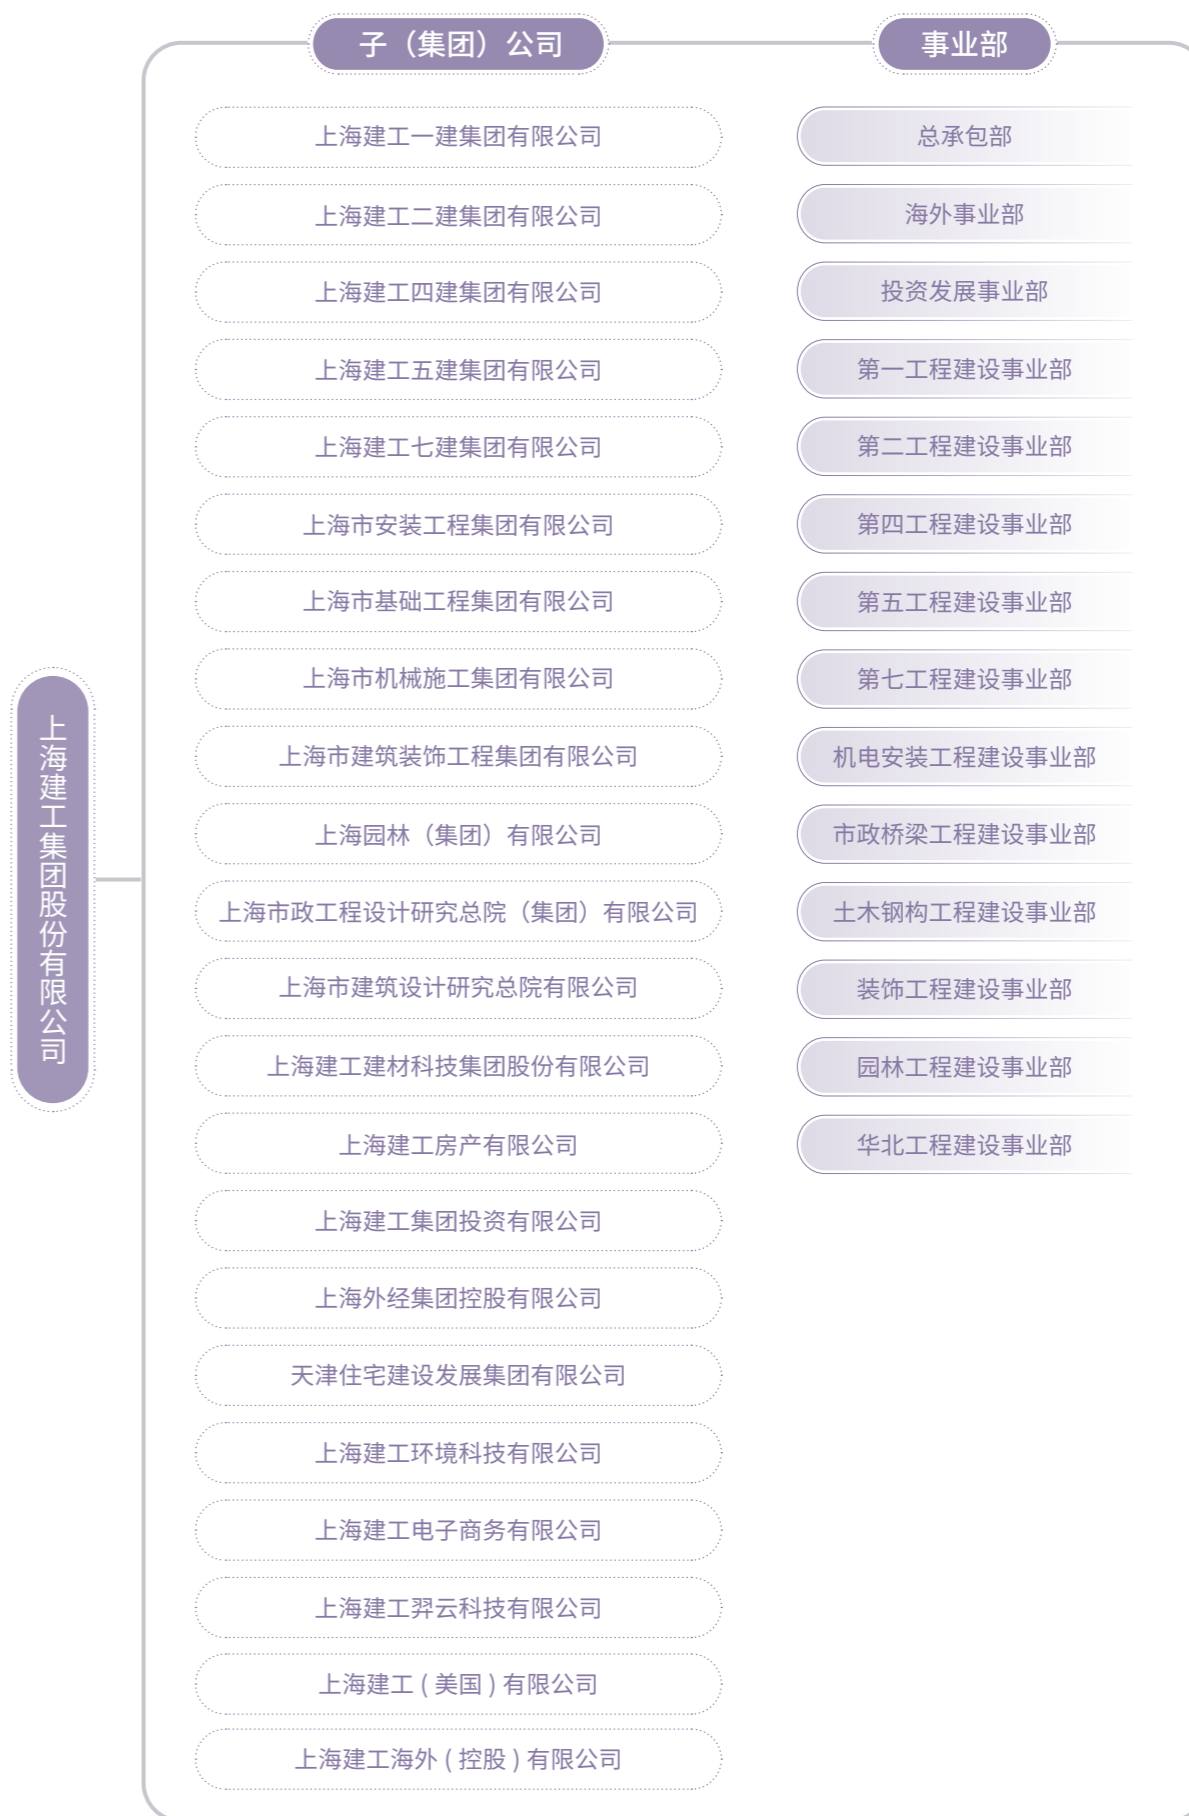 上海建工集团股份有限公司
子（集团）公司
上海建工一建集团有限公司
上海建工二建集团有限公司
上海建工四建集团有限公司
上海建工五建集团有限公司
上海建工七建集团有限公司
上海市安装工程集团有限公司
上海市基础工程集团有限公司
上海市机械施工集团有限公司
上海市建筑装饰工程集团有限公司
上海园林（集团）有限公司
上海市政工程设计研究总院（集团）有限公司
上海市建筑设计研究总院有限公司
上海建工建材科技集团股份有限公司
上海建工房产有限公司
上海建工集团投资有限公司
上海外经集团控股有限公司
天津住宅建设发展集团有限公司
上海建工环境科技有限公司
上海建工电子商务有限公司
上海建工羿云科技有限公司
上海建工 ( 美国 ) 有限公司
上海建工海外 ( 控股 ) 有限公司
事业部
总承包部
海外事业部
投资发展事业部
第一工程建设事业部
第二工程建设事业部
第四工程建设事业部
第五工程建设事业部
第七工程建设事业部
机电安装工程建设事业部
市政桥梁工程建设事业部
土木钢构工程建设事业部
装饰工程建设事业部
园林工程建设事业部
华北工程建设事业部